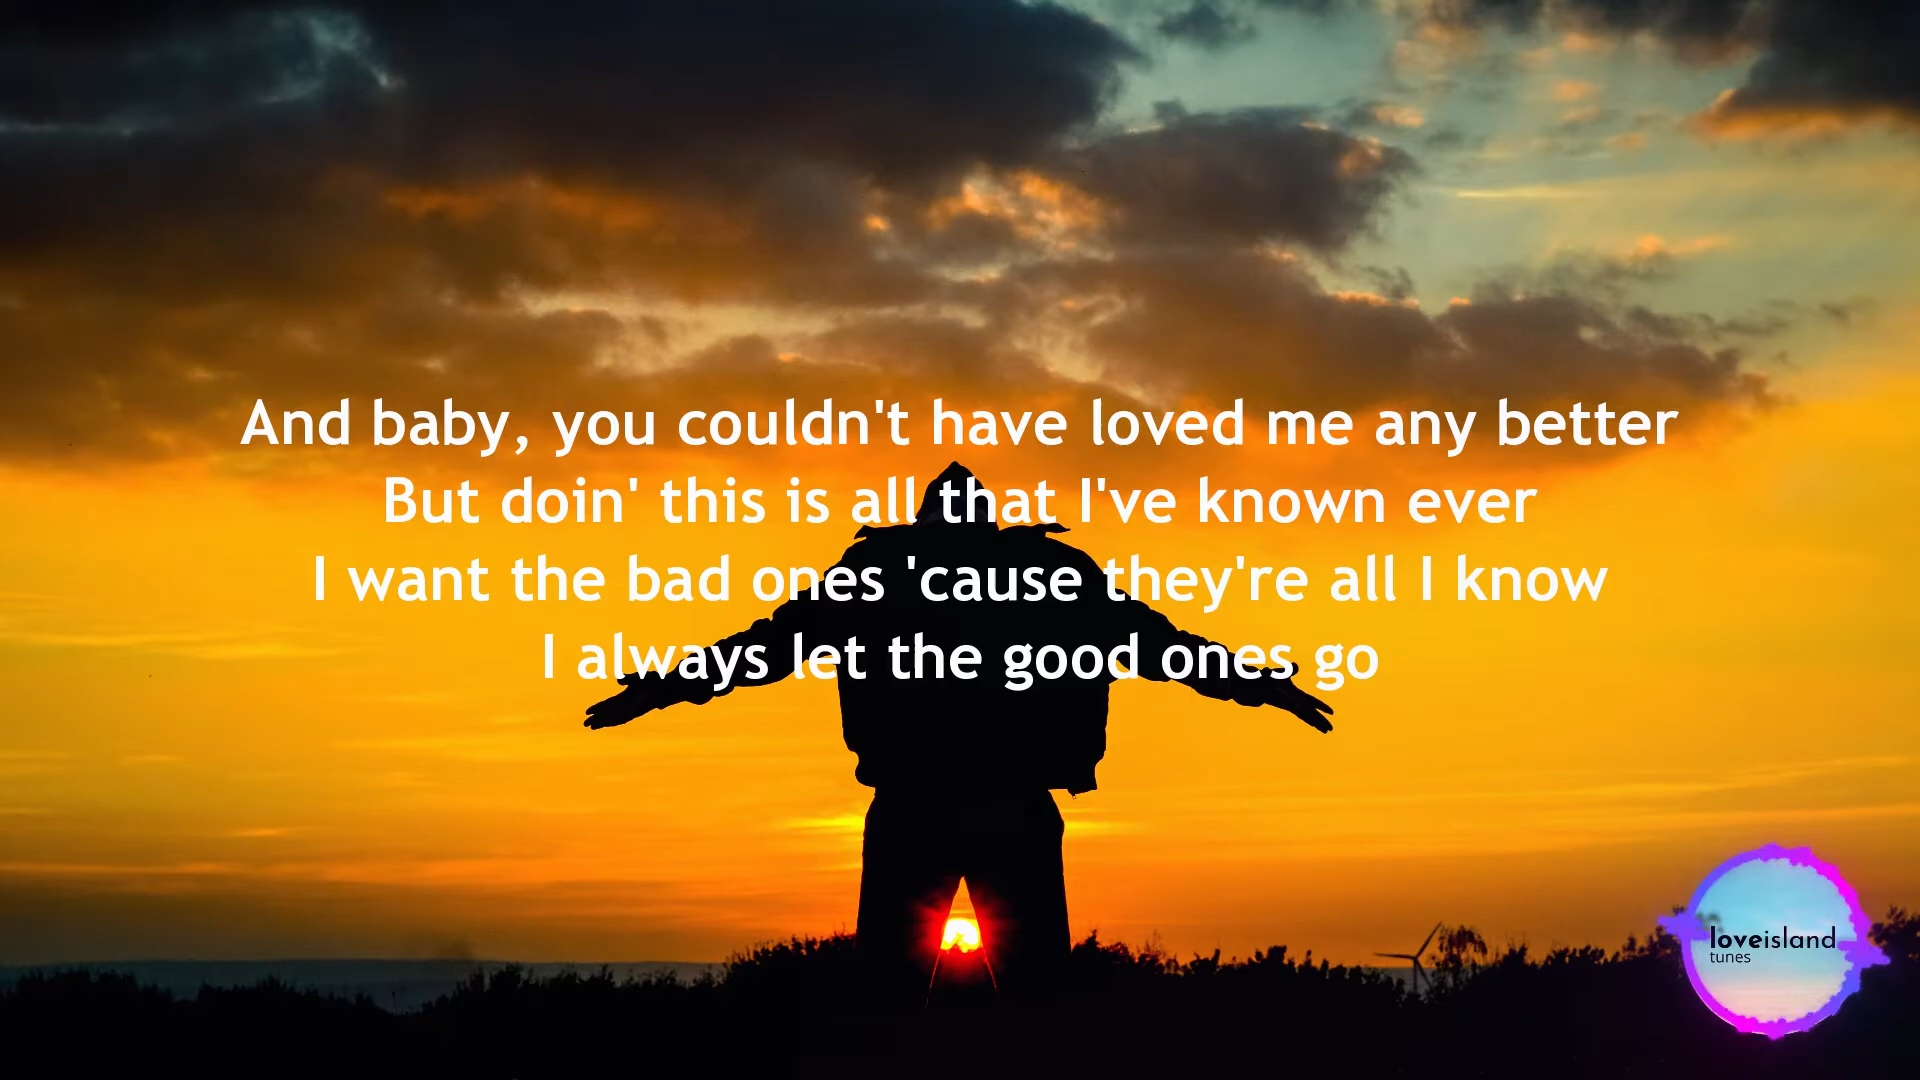 And baby, you couldn't have loved me any better
But doin' this is all that I've known ever
I want the bad ones 'cause they're all I know
I always let the good ones go
loveisland
tunes